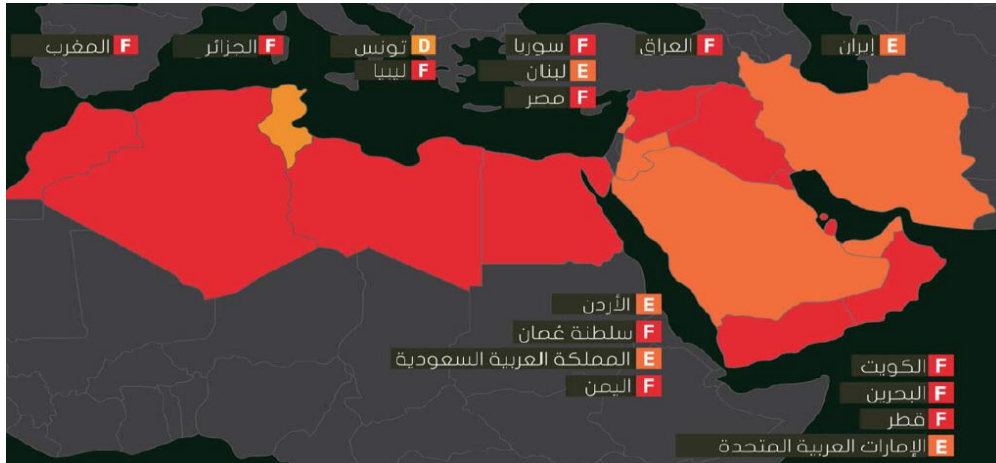 المغرب F
الجزائر F
تونس D
ليبيا F
سوريا F
لبنان E
مصر F
العراق F
إيران E
الأردن E
سلطنة عُمان F
المملكة العربية السعودية E
اليمن F
الكويت F
البحرين F
قطر F
الإمارات العربية المتحدة E